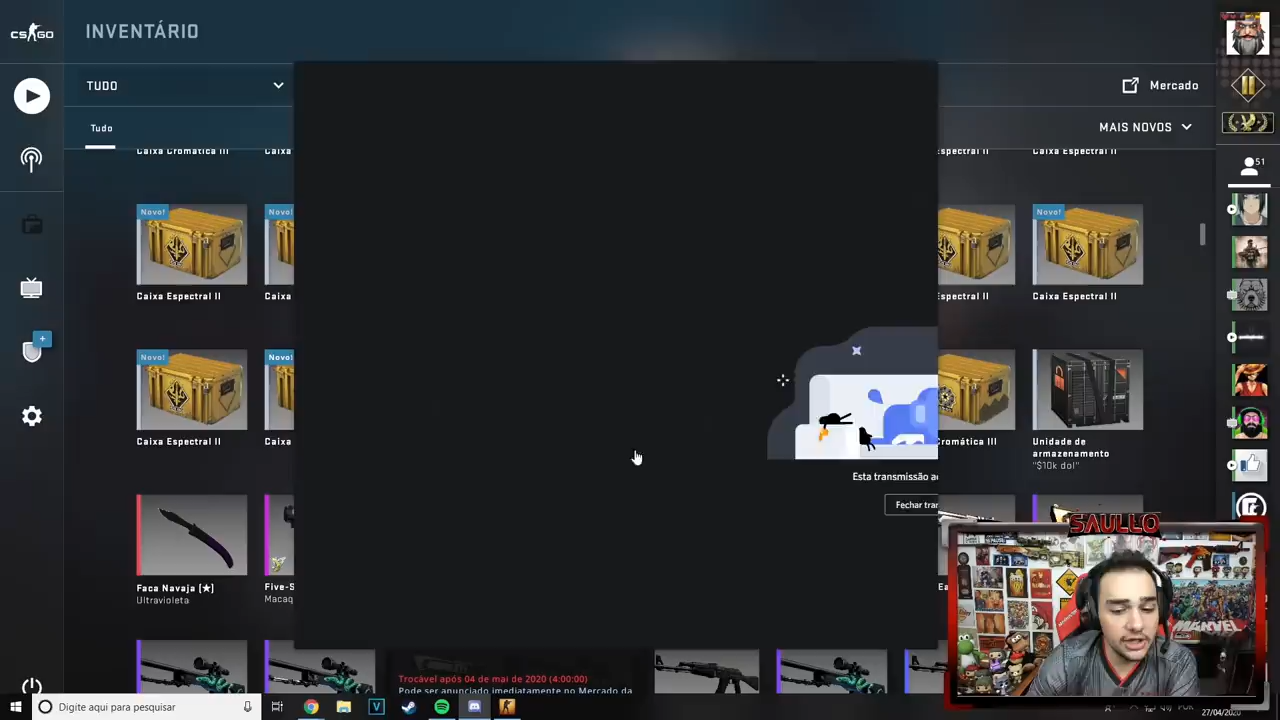 CS:GO
INVENTÁRIO
TUDO
Mercado
Tudo
MAIS NOVOS
Caixa Cromática III
Caixa
Espectral II
Caixa Espectral II
51
Novo!
Novo!
Novo!
Caixa Espectral II
Caixa
Espectral II
Caixa Espectral II
Novo!
Novo!
Caixa Espectral II
Caixa
Cromática III
Unidade de
armazenamento
"$10k dol"
Esta transmissão
Fechar
Faca Navaja (★)
Ultravioleta
Five-S
Macaq
SAULLO
MARVEL
Trocável após 04 de mai de 2020 (4:00:00)
Pode ser anunciado imediatamente no Mercado da
Digite aqui para pesquisar
27/04/2020